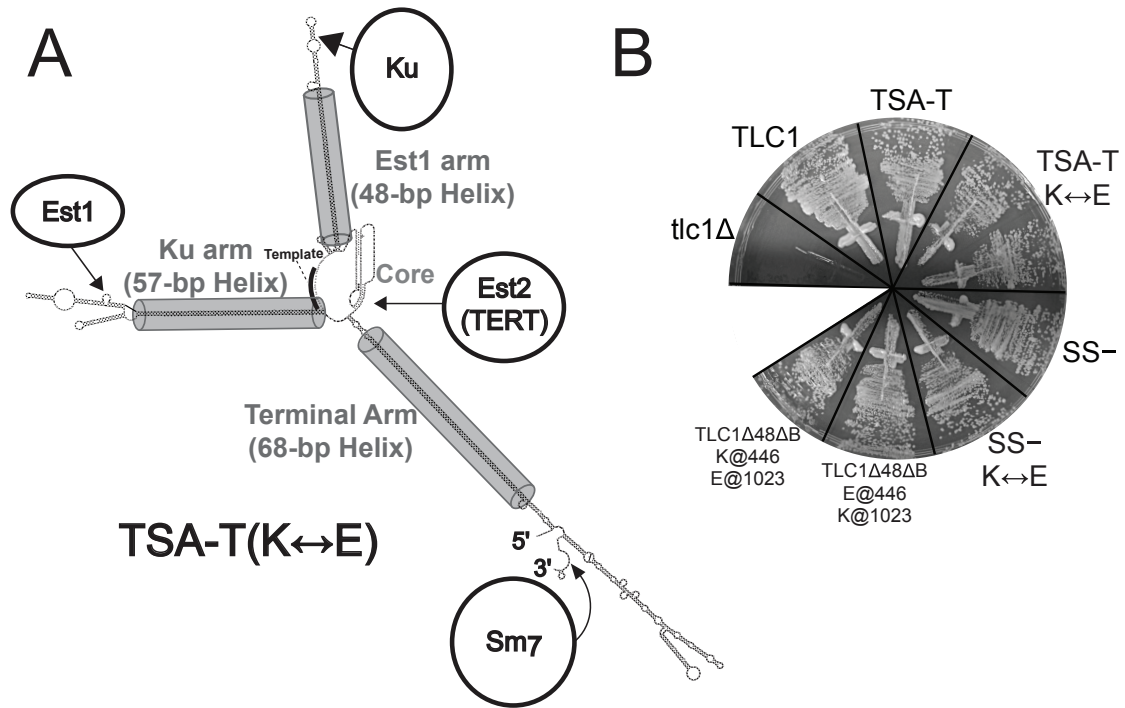 A
Ku
Est1 arm
(48-bp Helix)
Est1
Ku arm
(57-bp Helix)
Template
Core
Est2
(TERT)
Terminal Arm
(68-bp Helix)
TSA-T(K↔E)
5'
3'
Sm7
B
TSA-T
TLC1
TSA-T
K↔E
tlc1Δ
SS–
SS–
K↔E
TLC1Δ48ΔB
K@446
E@1023
TLC1Δ48ΔB
E@446
K@1023